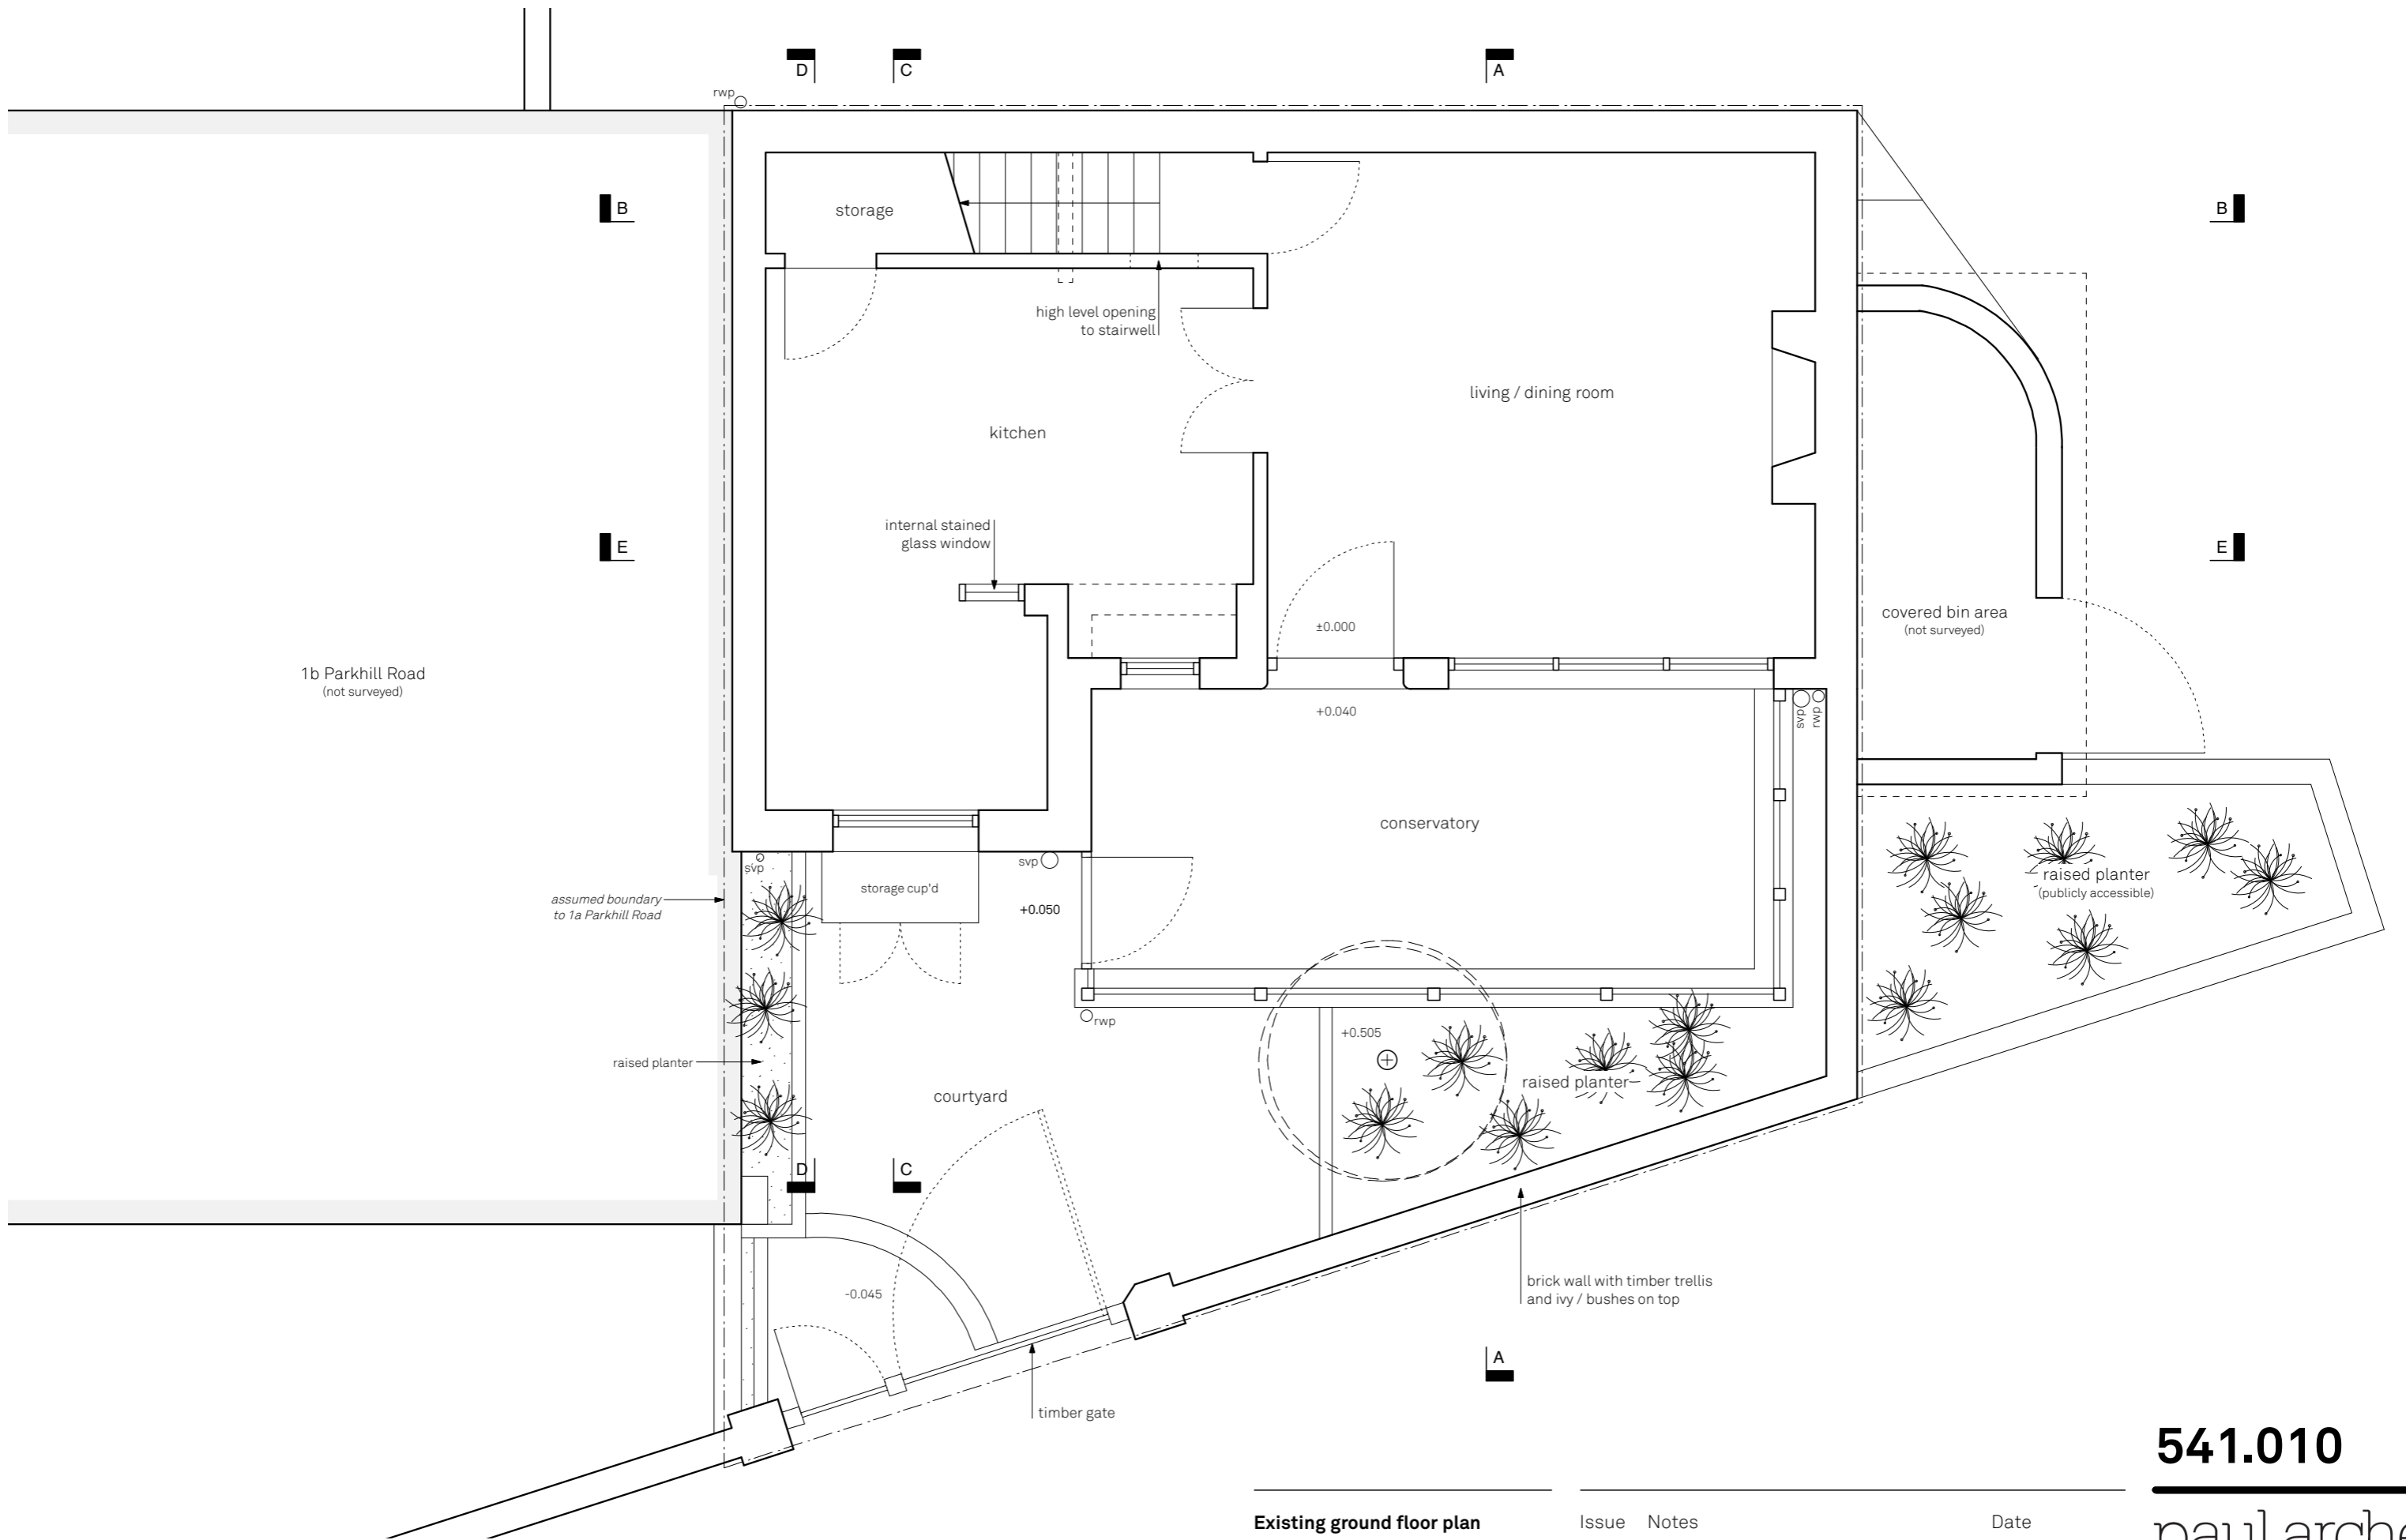 D
C
A
rwp
B
storage
B
high level opening
to stairwell
living / dining room
kitchen
internal stained
glass window
E
E
covered bin area
(not surveyed)
±0.000
1b Parkhill Road
(not surveyed)
+0.040
svp
rwp
conservatory
svp
svp
storage cup'd
raised planter
(publicly accessible)
assumed boundary
to 1a Parkhill Road
+0.050
rwp
+0.505
raised planter
raised planter
courtyard
D
C
-0.045
brick wall with timber trellis
and ivy / bushes on top
A
timber gate
541.010
Existing ground floor plan
Issue Notes Date
paul arche